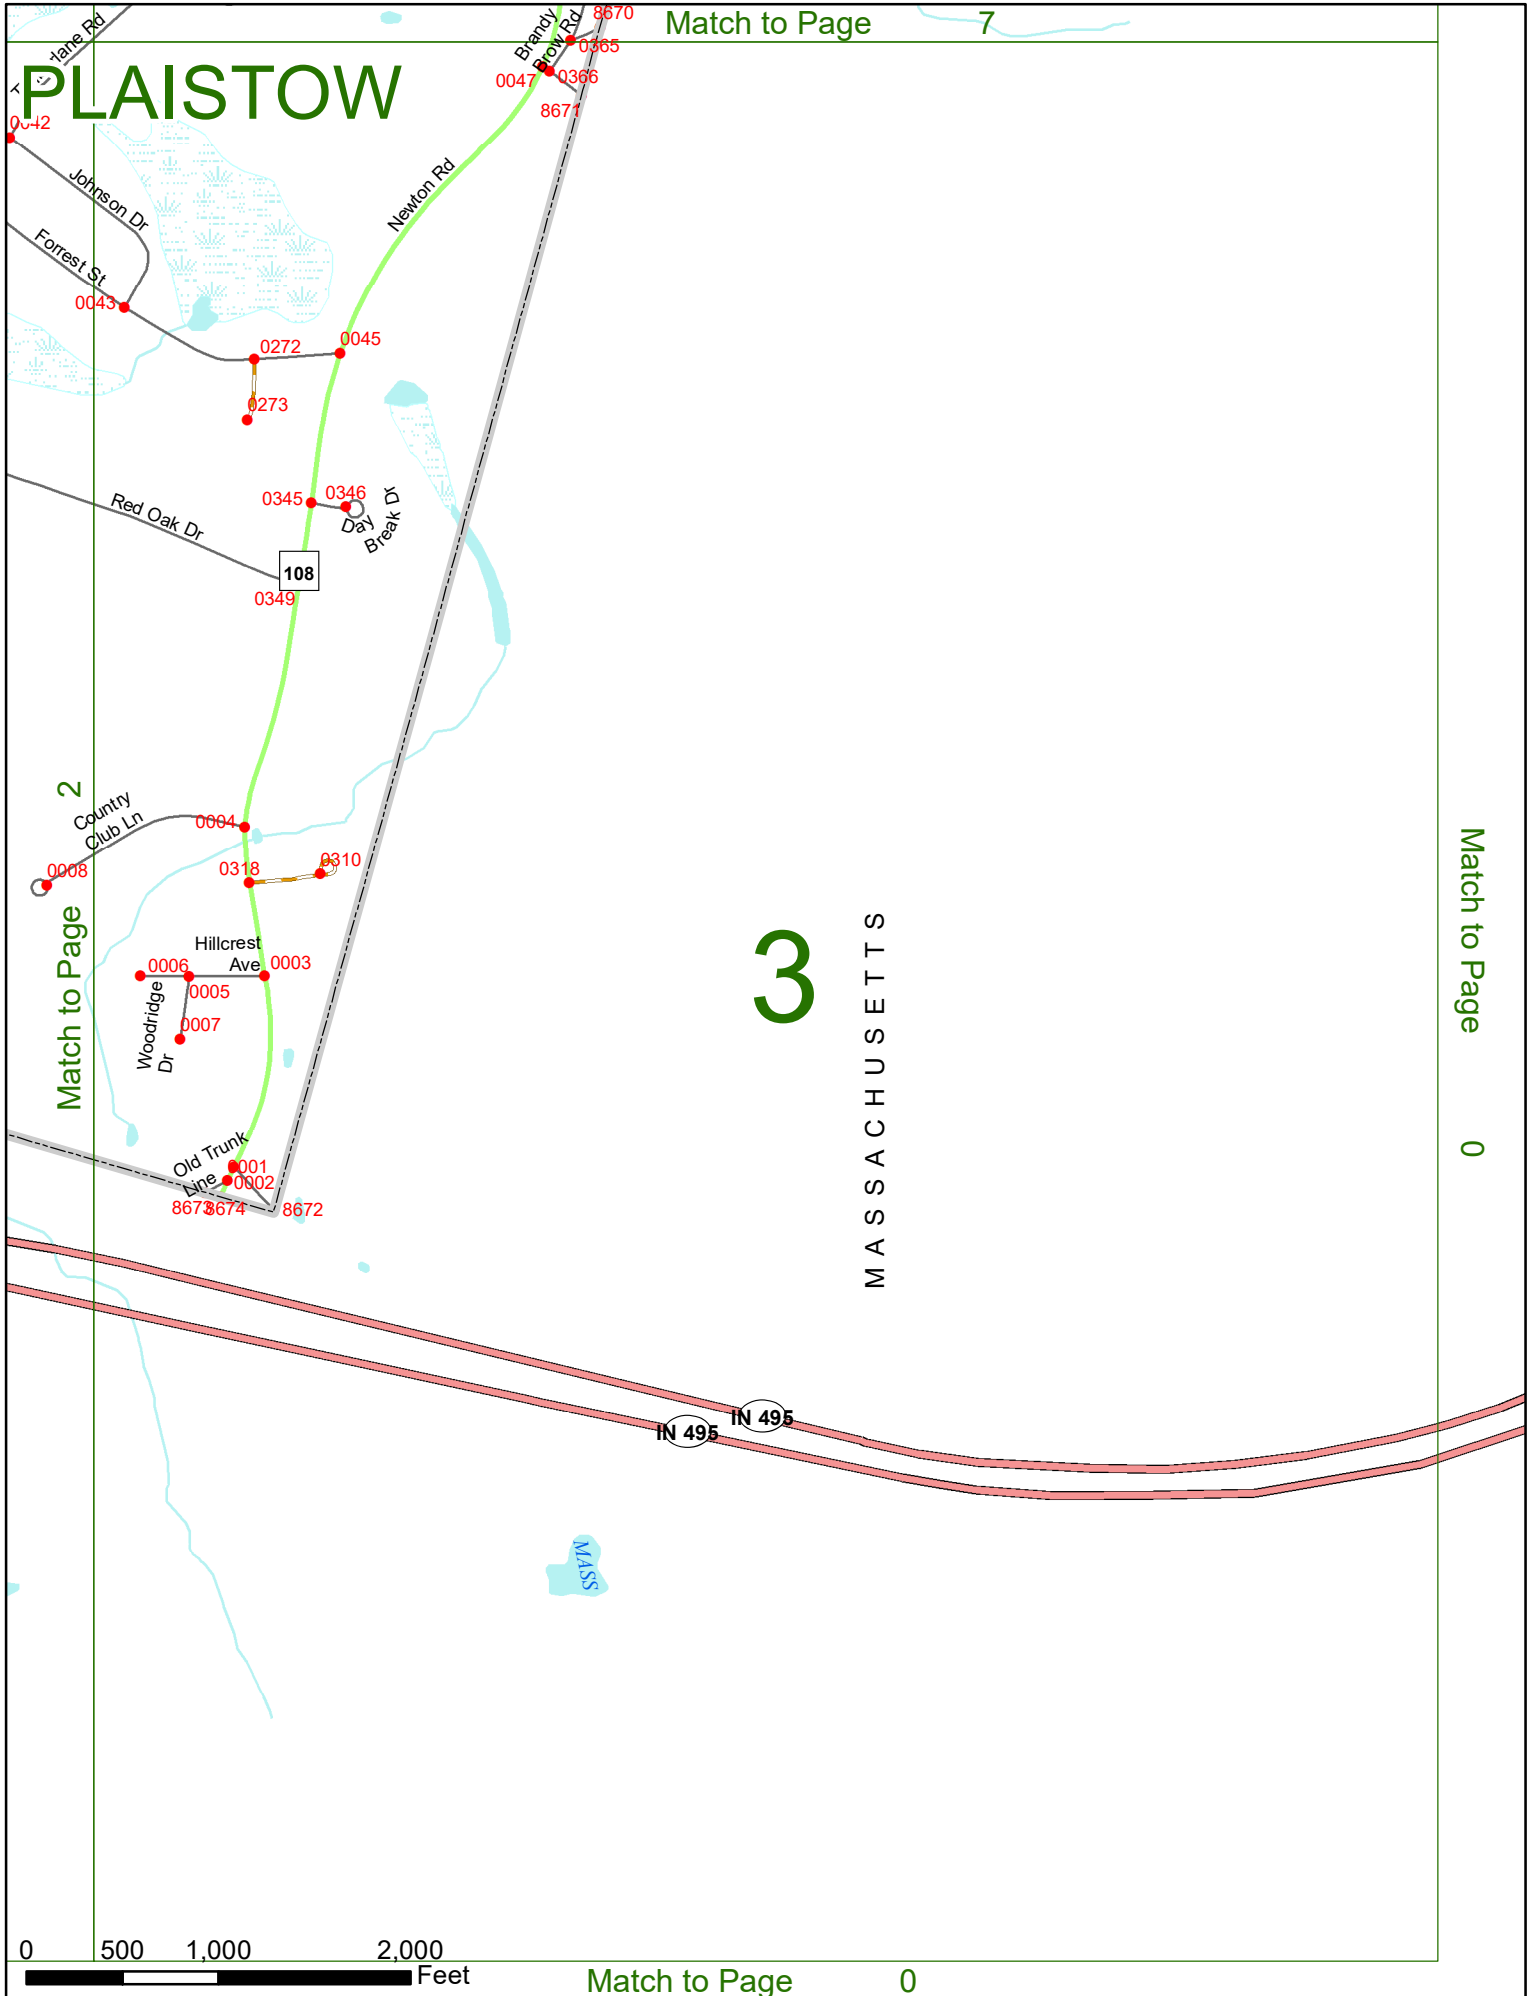 8670
Match to Page 7
Brandy
Brow Rd
0365
0047
0366
8671
PLAISTOW
Johnson Dr
Newton Rd
Forrest St
0043
0272
0045
0273
0345
0346
Day
Break Dr
Red Oak Dr
108
0349
Match to Page 2
Country
Club Ln
0004
0008
0318
0310
Hillcrest
Ave
0003
0006
0005
Woodridge
Dr
0007
3
MASSACHUSETTS
Match to Page 0
Old Trunk
Line
0001
0002
8673
8674
8672
IN 495
IN 495
MASS
0 500 1,000 2,000
Feet
Match to Page 0